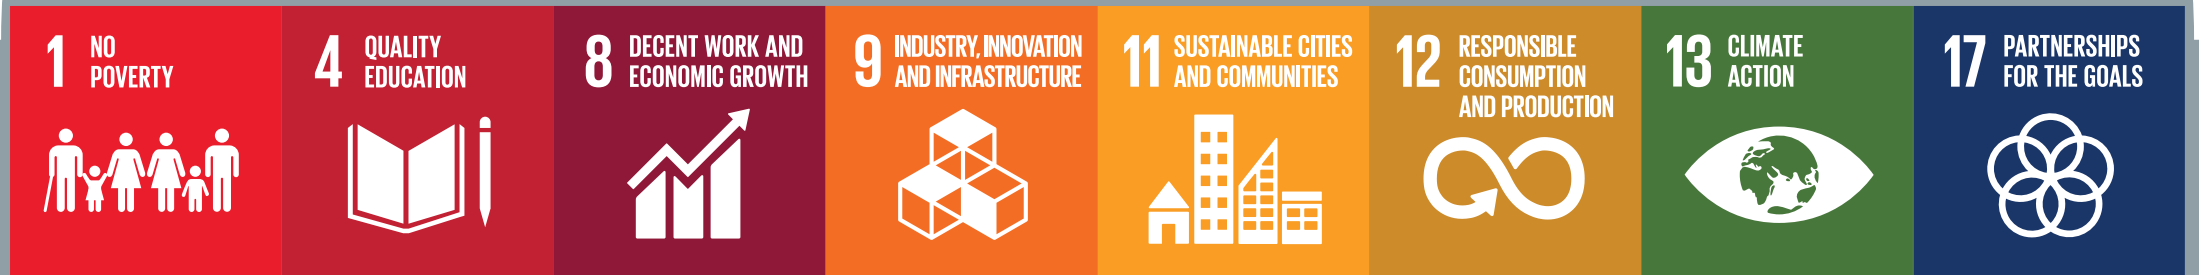 1 NO
POVERTY
4 QUALITY
EDUCATION
8 DECENT WORK AND
ECONOMIC GROWTH
9 INDUSTRY, INNOVATION
AND INFRASTRUCTURE
11 SUSTAINABLE CITIES
AND COMMUNITIES
12 RESPONSIBLE
CONSUMPTION
AND PRODUCTION
13 CLIMATE
ACTION
17 PARTNERSHIPS
FOR THE GOALS